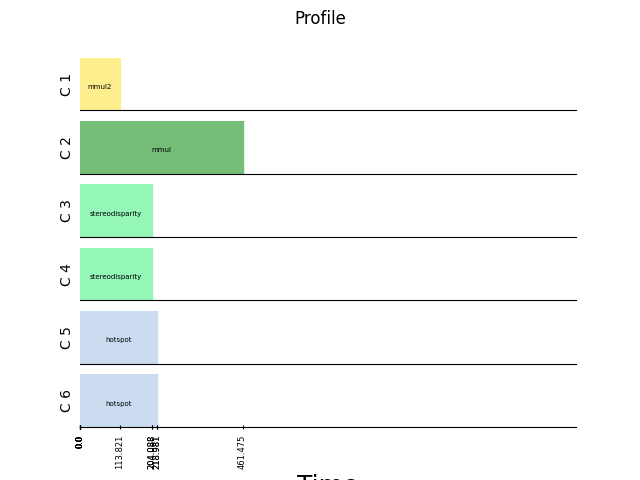 Profile
C 1
mmul2
C 2
mmul
C 3
stereodisparity
C 4
stereodisparity
C 5
hotspot
C 6
hotspot
0.0
113.821
461.475
Time